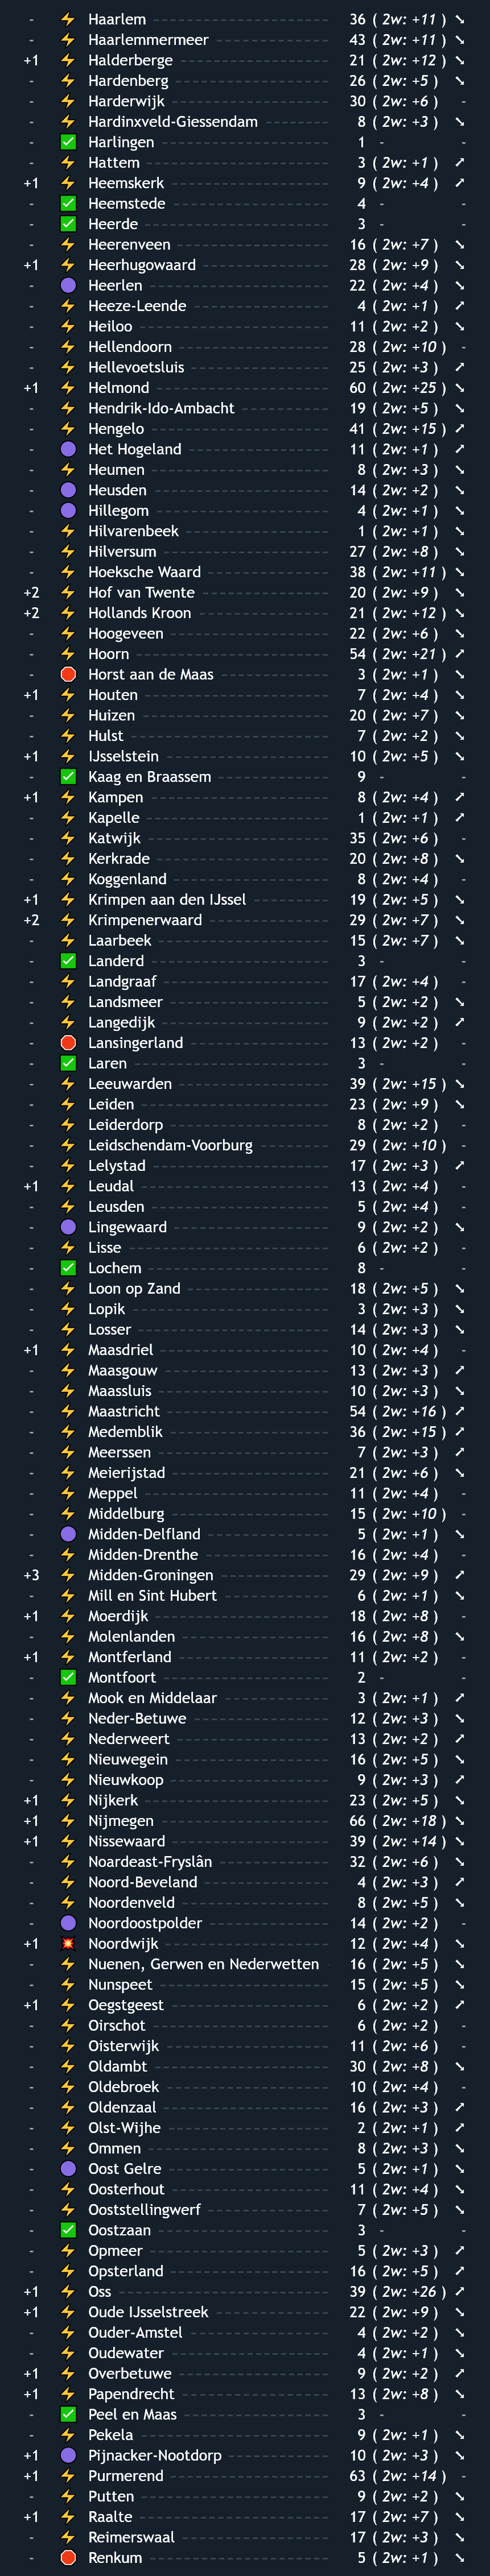 - ⚡ Haarlem 36 ( 2w: +11 ) ↘
- ⚡ Haarlemmermeer 43 ( 2w: +11 ) ↘
+1 ⚡ Halderberge 21 ( 2w: +12 ) ↘
- ⚡ Hardenberg 26 ( 2w: +5 ) ↘
- ⚡ Harderwijk 30 ( 2w: +6 ) -
- ⚡ Hardinxveld-Giessendam 8 ( 2w: +3 ) ↘
- ✅ Harlingen 1 - -
- ⚡ Hattem 3 ( 2w: +1 ) ↗
+1 ⚡ Heemskerk 9 ( 2w: +4 ) ↗
- ✅ Heemstede 4 - -
- ✅ Heerde 3 - -
- ⚡ Heerenveen 16 ( 2w: +7 ) ↘
+1 ⚡ Heerhugowaard 28 ( 2w: +9 ) ↘
- 🟣 Heerlen 22 ( 2w: +4 ) ↘
- ⚡ Heeze-Leende 4 ( 2w: +1 ) ↗
- ⚡ Heiloo 11 ( 2w: +2 ) ↘
- ⚡ Hellendoorn 28 ( 2w: +10 ) -
- ⚡ Hellevoetsluis 25 ( 2w: +3 ) ↗
+1 ⚡ Helmond 60 ( 2w: +25 ) ↘
- ⚡ Hendrik-Ido-Ambacht 19 ( 2w: +5 ) ↘
- ⚡ Hengelo 41 ( 2w: +15 ) ↗
- 🟣 Het Hogeland 11 ( 2w: +1 ) ↗
- ⚡ Heumen 8 ( 2w: +3 ) ↘
- 🟣 Heusden 14 ( 2w: +2 ) ↘
- 🟣 Hillegom 4 ( 2w: +1 ) ↘
- ⚡ Hilvarenbeek 1 ( 2w: +1 ) ↘
- ⚡ Hilversum 27 ( 2w: +8 ) ↘
- ⚡ Hoeksche Waard 38 ( 2w: +11 ) ↘
+2 ⚡ Hof van Twente 20 ( 2w: +9 ) ↘
+2 ⚡ Hollands Kroon 21 ( 2w: +12 ) ↘
- ⚡ Hoogeveen 22 ( 2w: +6 ) ↘
- ⚡ Hoorn 54 ( 2w: +21 ) ↗
- 🛑 Horst aan de Maas 3 ( 2w: +1 ) ↘
+1 ⚡ Houten 7 ( 2w: +4 ) ↘
- ⚡ Huizen 20 ( 2w: +7 ) ↘
- ⚡ Hulst 7 ( 2w: +2 ) ↘
+1 ⚡ IJsselstein 10 ( 2w: +5 ) ↘
- ✅ Kaag en Braassem 9 - -
+1 ⚡ Kampen 8 ( 2w: +4 ) ↗
- ⚡ Kapelle 1 ( 2w: +1 ) ↗
- ⚡ Katwijk 35 ( 2w: +6 ) -
- ⚡ Kerkrade 20 ( 2w: +8 ) ↘
- ⚡ Koggenland 8 ( 2w: +4 ) -
+1 ⚡ Krimpen aan den IJssel 19 ( 2w: +5 ) ↘
+2 ⚡ Krimpenerwaard 29 ( 2w: +7 ) ↘
- ⚡ Laarbeek 15 ( 2w: +7 ) ↘
- ✅ Landerd 3 - -
- ⚡ Landgraaf 17 ( 2w: +4 ) -
- ⚡ Landsmeer 5 ( 2w: +2 ) ↘
- ⚡ Langedijk 9 ( 2w: +2 ) ↗
- 🛑 Lansingerland 13 ( 2w: +2 ) -
- ✅ Laren 3 - -
- ⚡ Leeuwarden 39 ( 2w: +15 ) ↘
- ⚡ Leiden 23 ( 2w: +9 ) ↘
- ⚡ Leiderdorp 8 ( 2w: +2 ) -
- ⚡ Leidschendam-Voorburg 29 ( 2w: +10 ) -
- ⚡ Lelystad 17 ( 2w: +3 ) ↗
+1 ⚡ Leudal 13 ( 2w: +4 ) -
- ⚡ Leusden 5 ( 2w: +4 ) -
- 🟣 Lingewaard 9 ( 2w: +2 ) ↘
- ⚡ Lisse 6 ( 2w: +2 ) -
- ✅ Lochem 8 - -
- ⚡ Loon op Zand 18 ( 2w: +5 ) ↘
- ⚡ Lopik 3 ( 2w: +3 ) ↘
- ⚡ Losser 14 ( 2w: +3 ) ↘
+1 ⚡ Maasdriel 10 ( 2w: +4 ) -
- ⚡ Maasgouw 13 ( 2w: +3 ) ↗
- ⚡ Maassluis 10 ( 2w: +3 ) ↘
- ⚡ Maastricht 54 ( 2w: +16 ) ↗
- ⚡ Medemblik 36 ( 2w: +15 ) ↗
- ⚡ Meerssen 7 ( 2w: +3 ) ↗
- ⚡ Meierijstad 21 ( 2w: +6 ) ↘
- ⚡ Meppel 11 ( 2w: +4 ) -
- ⚡ Middelburg 15 ( 2w: +10 ) -
- 🟣 Midden-Delfland 5 ( 2w: +1 ) ↘
- ⚡ Midden-Drenthe 16 ( 2w: +4 ) -
+3 ⚡ Midden-Groningen 29 ( 2w: +9 ) ↗
- ⚡ Mill en Sint Hubert 6 ( 2w: +1 ) ↘
+1 ⚡ Moerdijk 18 ( 2w: +8 ) -
- ⚡ Molenlanden 16 ( 2w: +8 ) ↘
+1 ⚡ Montferland 11 ( 2w: +2 ) -
- ✅ Montfoort 2 - -
- ⚡ Mook en Middelaar 3 ( 2w: +1 ) ↗
- ⚡ Neder-Betuwe 12 ( 2w: +3 ) ↘
- ⚡ Nederweert 13 ( 2w: +2 ) ↗
- ⚡ Nieuwegein 16 ( 2w: +5 ) ↘
- ⚡ Nieuwkoop 9 ( 2w: +3 ) ↗
+1 ⚡ Nijkerk 23 ( 2w: +5 ) ↘
+1 ⚡ Nijmegen 66 ( 2w: +18 ) ↘
+1 ⚡ Nissewaard 39 ( 2w: +14 ) ↘
- ⚡ Noardeast-Fryslân 32 ( 2w: +6 ) ↘
- ⚡ Noord-Beveland 4 ( 2w: +3 ) ↗
- ⚡ Noordenveld 8 ( 2w: +5 ) ↘
- 🟣 Noordoostpolder 14 ( 2w: +2 ) -
+1 💥 Noordwijk 12 ( 2w: +4 ) ↘
- ⚡ Nuenen, Gerwen en Nederwetten 16 ( 2w: +5 ) ↘
- ⚡ Nunspeet 15 ( 2w: +5 ) ↘
+1 ⚡ Oegstgeest 6 ( 2w: +2 ) ↗
- ⚡ Oirschot 6 ( 2w: +2 ) -
- ⚡ Oisterwijk 11 ( 2w: +6 ) -
- ⚡ Oldambt 30 ( 2w: +8 ) ↘
- ⚡ Oldebroek 10 ( 2w: +4 ) -
- ⚡ Oldenzaal 16 ( 2w: +3 ) ↗
- ⚡ Olst-Wijhe 2 ( 2w: +1 ) ↗
- ⚡ Ommen 8 ( 2w: +3 ) ↘
- 🟣 Oost Gelre 5 ( 2w: +1 ) ↘
- ⚡ Oosterhout 11 ( 2w: +4 ) ↘
- ⚡ Ooststellingwerf 7 ( 2w: +5 ) ↘
- ✅ Oostzaan 3 - -
- ⚡ Opmeer 5 ( 2w: +3 ) ↗
- ⚡ Opsterland 16 ( 2w: +5 ) ↗
+1 ⚡ Oss 39 ( 2w: +26 ) ↗
+1 ⚡ Oude IJsselstreek 22 ( 2w: +9 ) ↘
- ⚡ Ouder-Amstel 4 ( 2w: +2 ) ↘
- ⚡ Oudewater 4 ( 2w: +1 ) ↘
+1 ⚡ Overbetuwe 9 ( 2w: +2 ) ↗
+1 ⚡ Papendrecht 13 ( 2w: +8 ) ↘
- ✅ Peel en Maas 3 - -
- ⚡ Pekela 9 ( 2w: +1 ) ↘
+1 🟣 Pijnacker-Nootdorp 10 ( 2w: +3 ) ↘
+1 ⚡ Purmerend 63 ( 2w: +14 ) -
- ⚡ Putten 9 ( 2w: +2 ) ↘
+1 ⚡ Raalte 17 ( 2w: +7 ) ↘
- ⚡ Reimerswaal 17 ( 2w: +3 ) ↘
- 🛑 Renkum 5 ( 2w: +1 ) ↘